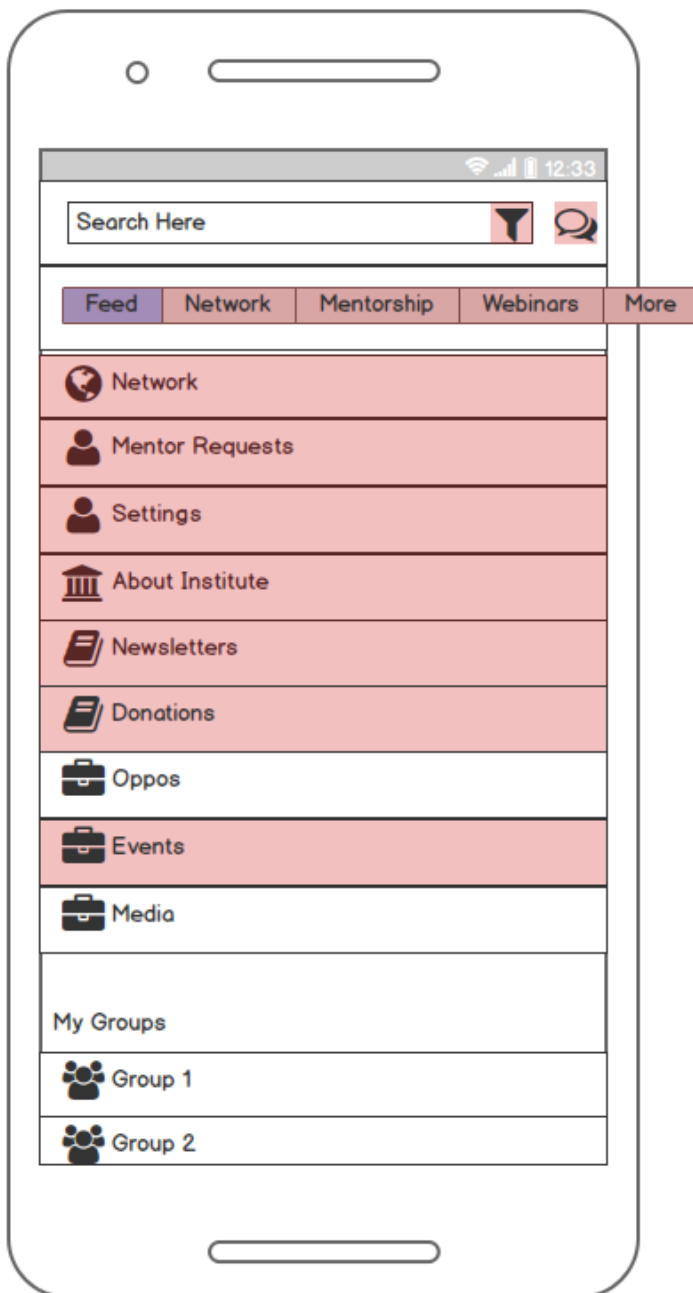 12:33
Search Here
Feed Network Mentorship Webinars More
Network
Mentor Requests
Settings
About Institute
Newsletters
Donations
Oppos
Events
Media
My Groups
Group 1
Group 2